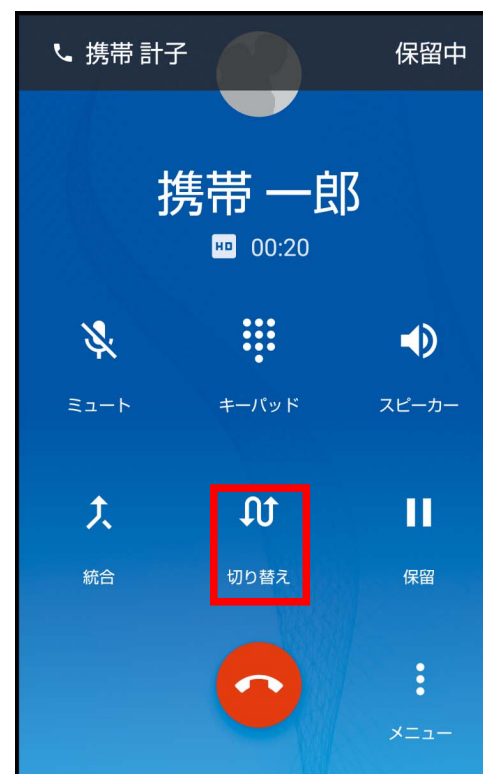 携帯 計子 保留中
携帯 一郎
HD 00:20
ミュート キーパッド スピーカー
統合 切り替え 保留
メニュー